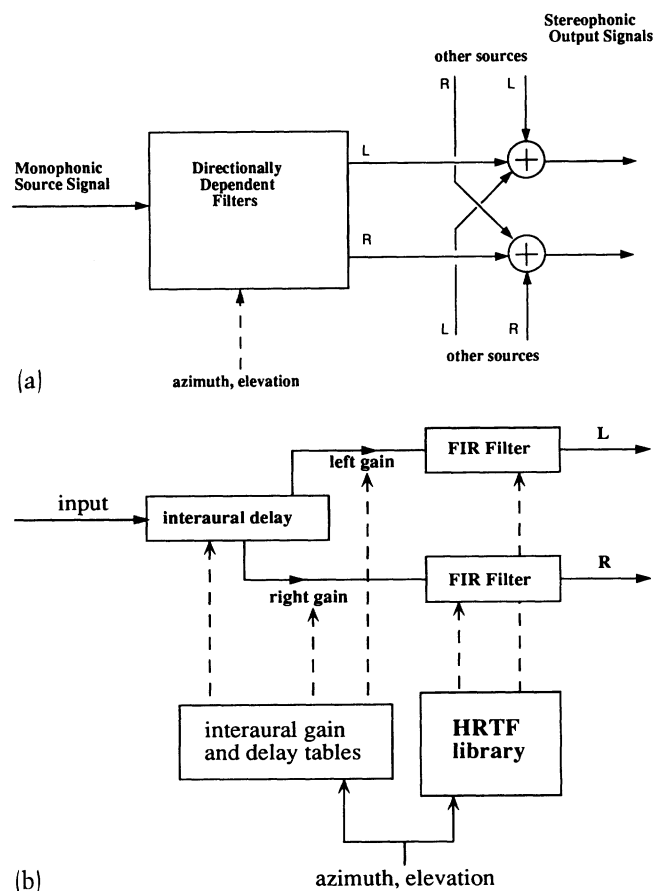 Stereophonic
Output Signals
other sources
R
L
Monophonic
Source Signal
Directionally
Dependent
Filters
L
R
L
R
other sources
azimuth, elevation
(a)
input
interaural delay
left gain
FIR Filter
L
right gain
FIR Filter
R
interaural gain
and delay tables
HRTF
library
azimuth, elevation
(b)